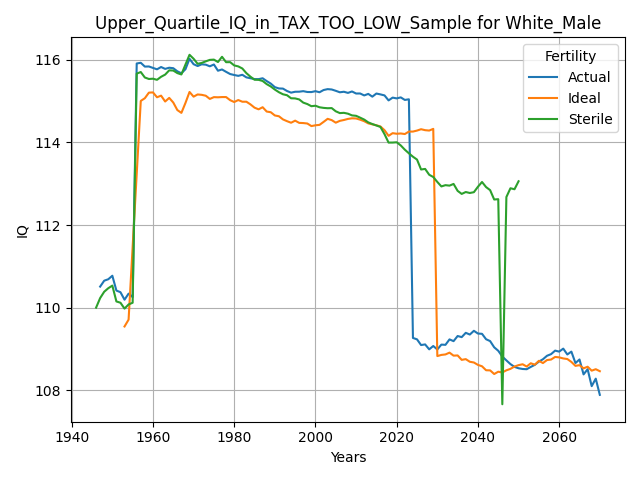 Upper_Quartile_IQ_in_TAX_TOO_LOW_Sample for White_Male
Fertility
Actual
Ideal
Sterile
116
114
112
110
108
IQ
1940
1960
1980
2000
2020
2040
2060
Years